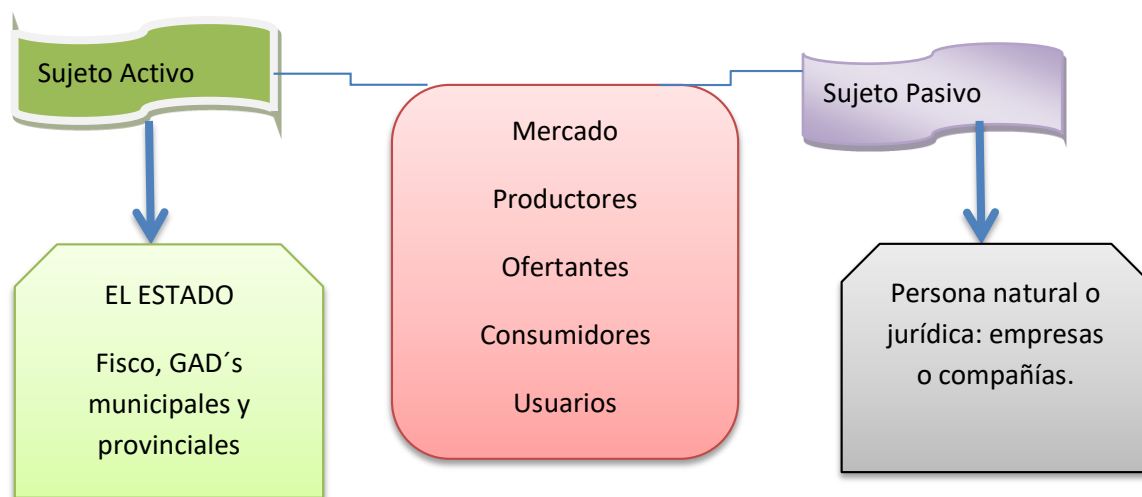 Sujeto Activo
Sujeto Pasivo
Mercado
Productores
Ofertantes
Consumidores
Usuarios
EL ESTADO
Fisco, GAD´s
municipales y
provinciales
Persona natural o
jurídica: empresas
o compañías.